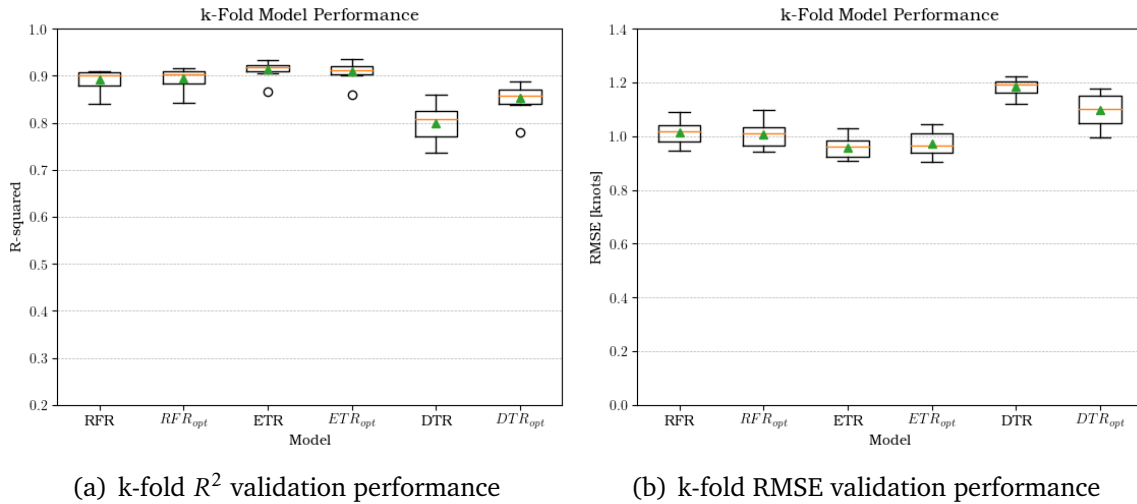 k-Fold Model Performance
1.0
0.9
0.8
0.7
0.6
0.5
0.4
0.3
0.2
R-squared
RFR RFR_opt ETR ETR_opt DTR DTR_opt
Model
(a) k-fold R² validation performance
k-Fold Model Performance
1.4
1.2
1.0
0.8
0.6
0.4
0.2
0.0
RMSE [knots]
RFR RFR_opt ETR ETR_opt DTR DTR_opt
Model
(b) k-fold RMSE validation performance